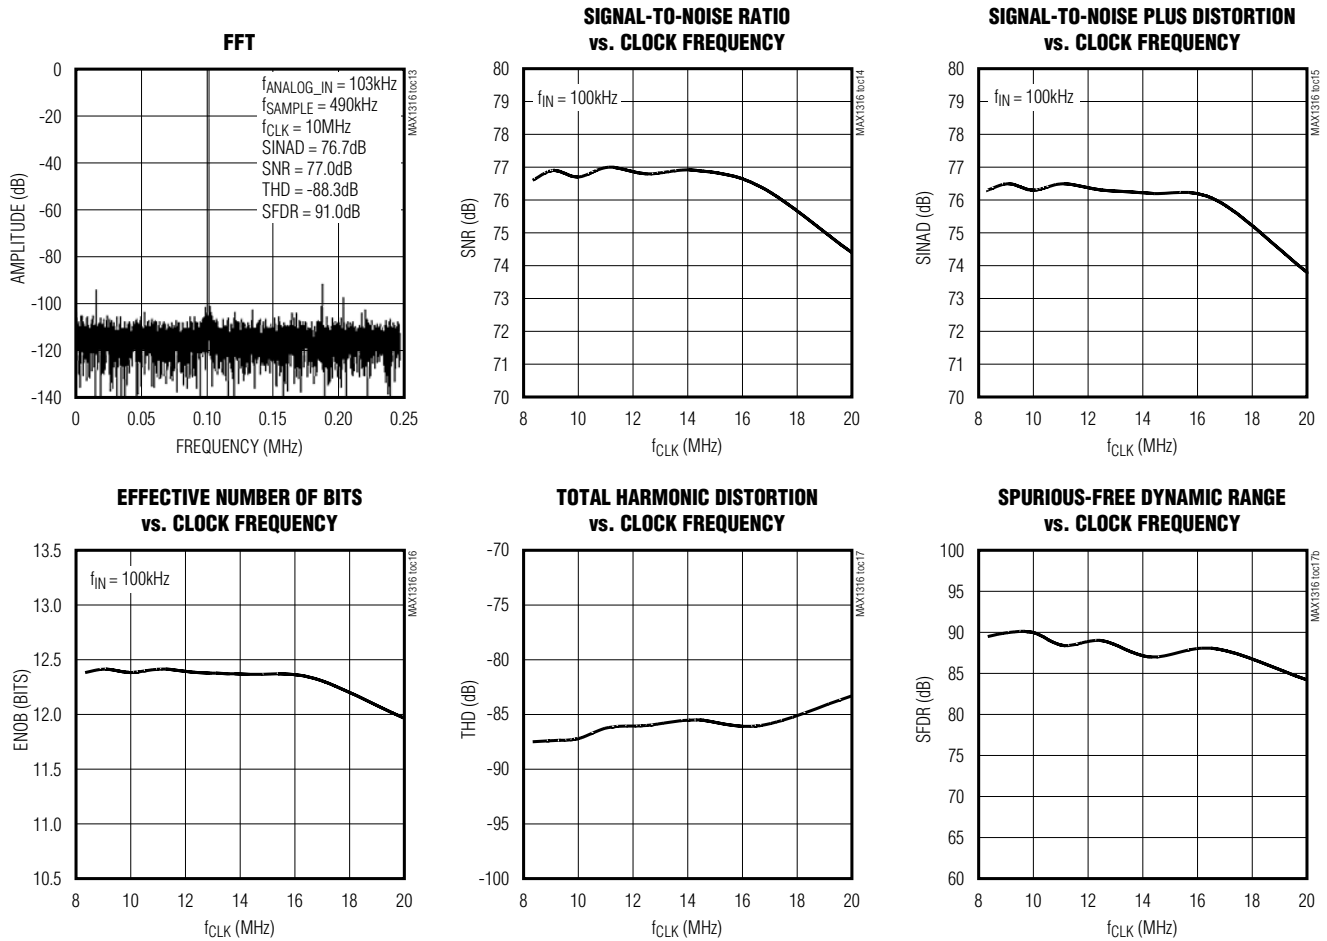 FFT
0
-20
-40
-60
-80
-100
-120
-140
AMPLITUDE (dB)
fANALOG_IN = 103kHz
fSAMPLE = 490kHz
fCLK = 10MHz
SINAD = 76.7dB
SNR = 77.0dB
THD = -88.3dB
SFDR = 91.0dB
MAX1316 toc13
0 0.05 0.10 0.15 0.20 0.25
FREQUENCY (MHz)
SIGNAL-TO-NOISE RATIO
vs. CLOCK FREQUENCY
80
79
78
77
76
75
74
73
72
71
70
SNR (dB)
fIN = 100kHz
MAX1316 toc14
8 10 12 14 16 18 20
fCLK (MHz)
SIGNAL-TO-NOISE PLUS DISTORTION
vs. CLOCK FREQUENCY
80
79
78
77
76
75
74
73
72
71
70
SINAD (dB)
fIN = 100kHz
MAX1316 toc15
8 10 12 14 16 18 20
fCLK (MHz)
EFFECTIVE NUMBER OF BITS
vs. CLOCK FREQUENCY
13.5
13.0
12.5
12.0
11.5
11.0
10.5
ENOB (BITS)
fIN = 100kHz
MAX1316 toc16
8 10 12 14 16 18 20
fCLK (MHz)
TOTAL HARMONIC DISTORTION
vs. CLOCK FREQUENCY
-70
-75
-80
-85
-90
-95
-100
THD (dB)
MAX1316 toc17
8 10 12 14 16 18 20
fCLK (MHz)
SPURIOUS-FREE DYNAMIC RANGE
vs. CLOCK FREQUENCY
100
95
90
85
80
75
70
65
60
SFDR (dB)
MAX1316 toc17b
8 10 12 14 16 18 20
fCLK (MHz)